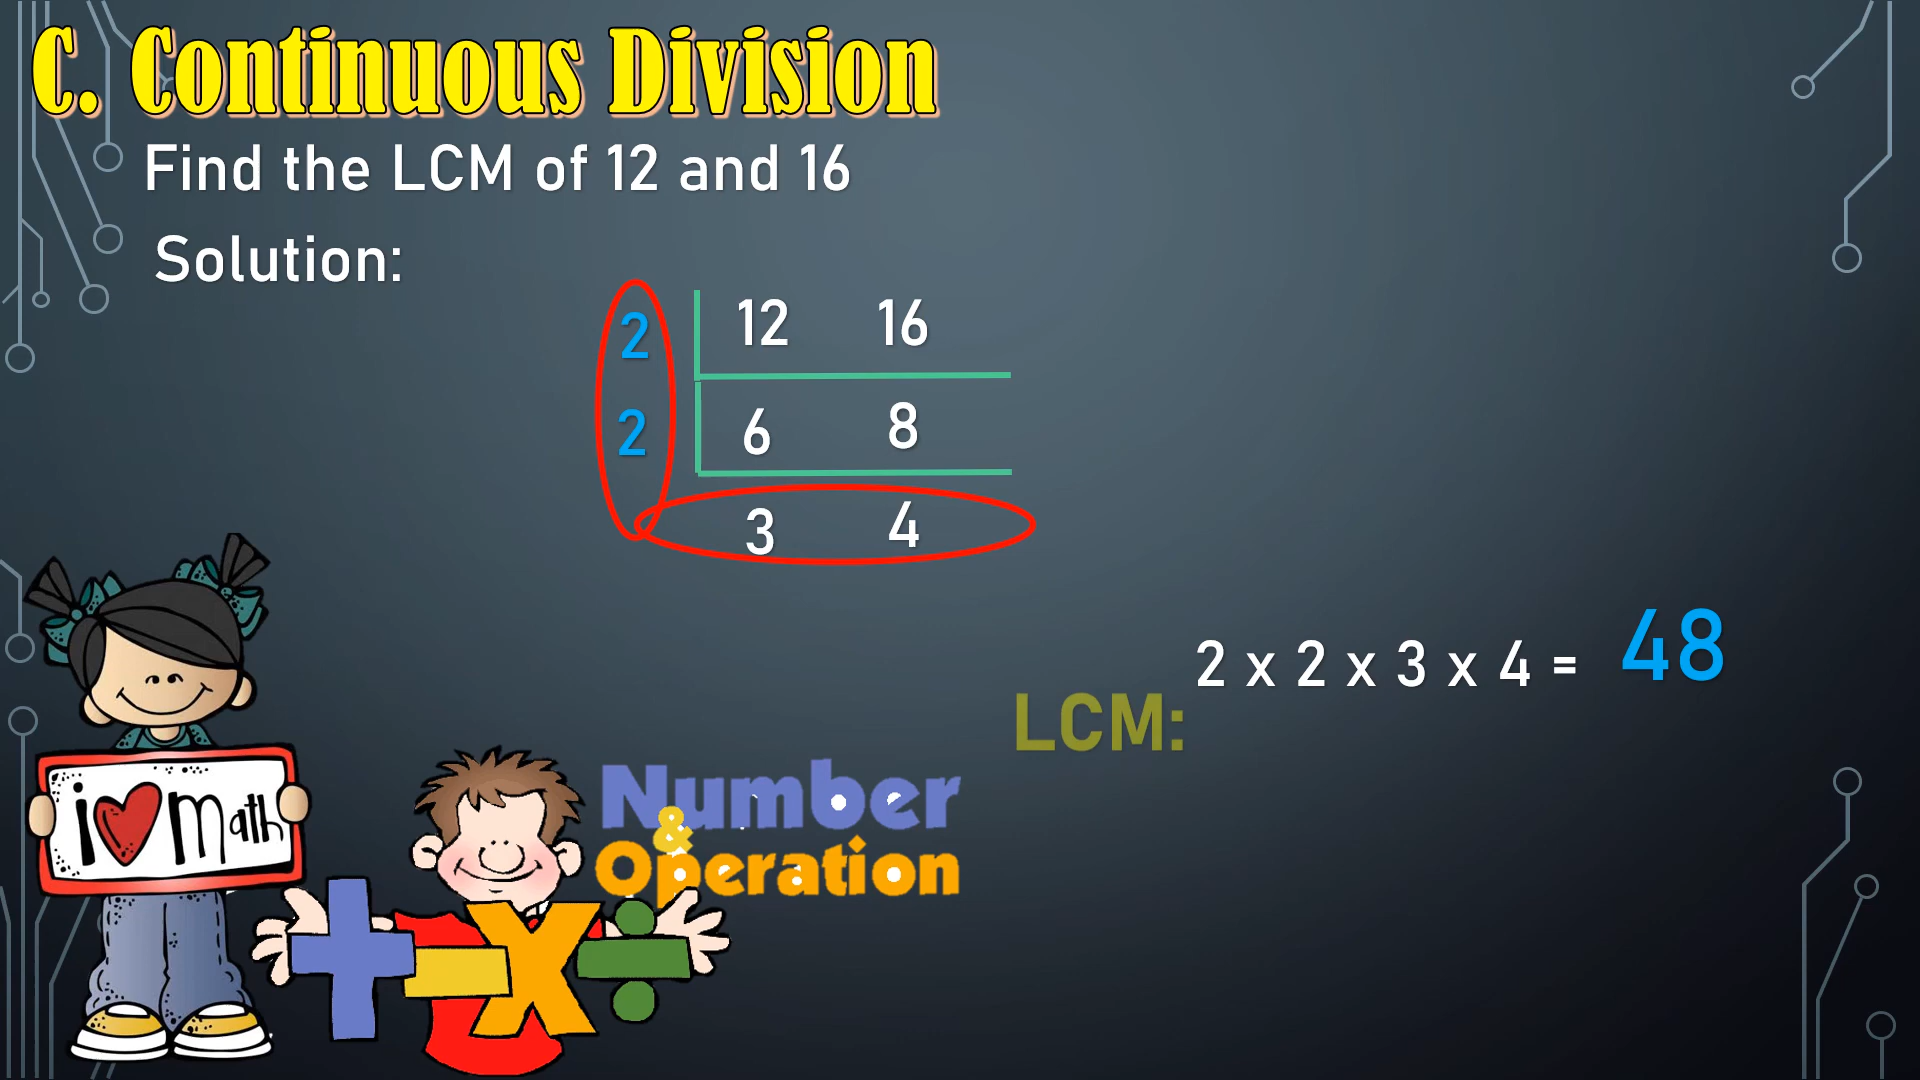 C. Continuous Division
Find the LCM of 12 and 16
Solution:
2 12 16
2 6 8
3 4
2 x 2 x 3 x 4 = 48
LCM:
i math
Number
&
Operation
+ - x ÷